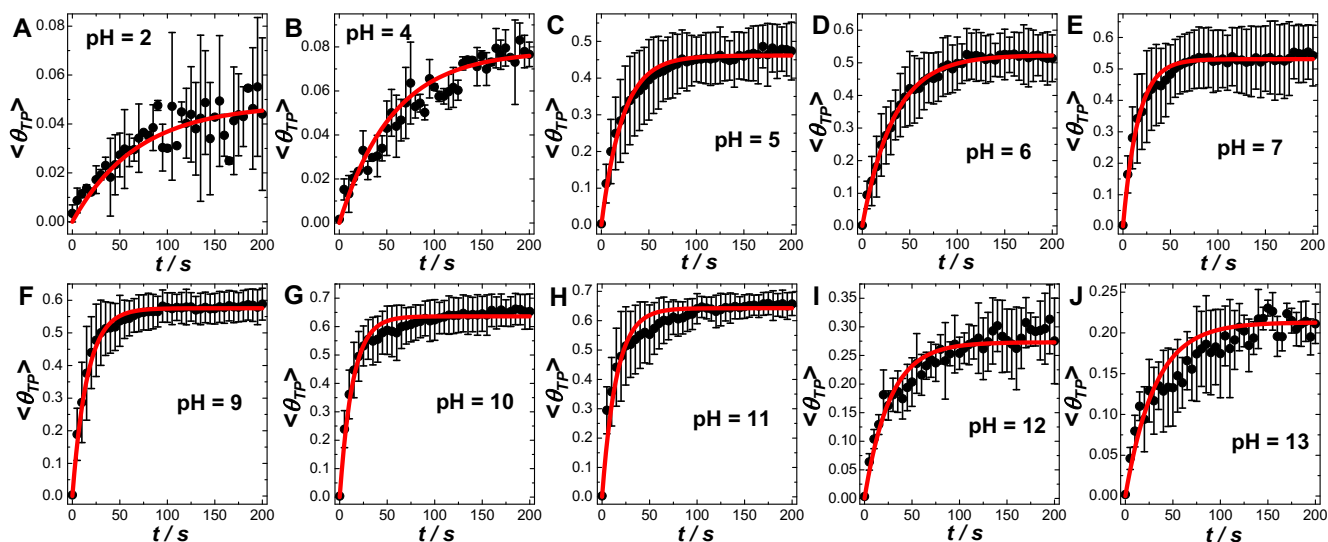 A
pH = 2
<θTP>
0.08
0.06
0.04
0.02
0.00
0 50 100 150 200
t / s
B
pH = 4
<θTP>
0.08
0.06
0.04
0.02
0.00
0 50 100 150 200
t / s
C
<θTP>
0.5
0.4
0.3
0.2
0.1
0.0
pH = 5
0 50 100 150 200
t / s
D
<θTP>
0.6
0.5
0.4
0.3
0.2
0.1
0.0
pH = 6
0 50 100 150 200
t / s
E
<θTP>
0.6
0.5
0.4
0.3
0.2
0.1
0.0
pH = 7
0 50 100 150 200
t / s
F
<θTP>
0.6
0.5
0.4
0.3
0.2
0.1
0.0
pH = 9
0 50 100 150 200
t / s
G
<θTP>
0.7
0.6
0.5
0.4
0.3
0.2
0.1
0.0
pH = 10
0 50 100 150 200
t / s
H
<θTP>
0.7
0.6
0.5
0.4
0.3
0.2
0.1
0.0
pH = 11
0 50 100 150 200
t / s
I
<θTP>
0.35
0.30
0.25
0.20
0.15
0.10
0.05
0.00
pH = 12
0 50 100 150 200
t / s
J
<θTP>
0.25
0.20
0.15
0.10
0.05
0.00
pH = 13
0 50 100 150 200
t / s